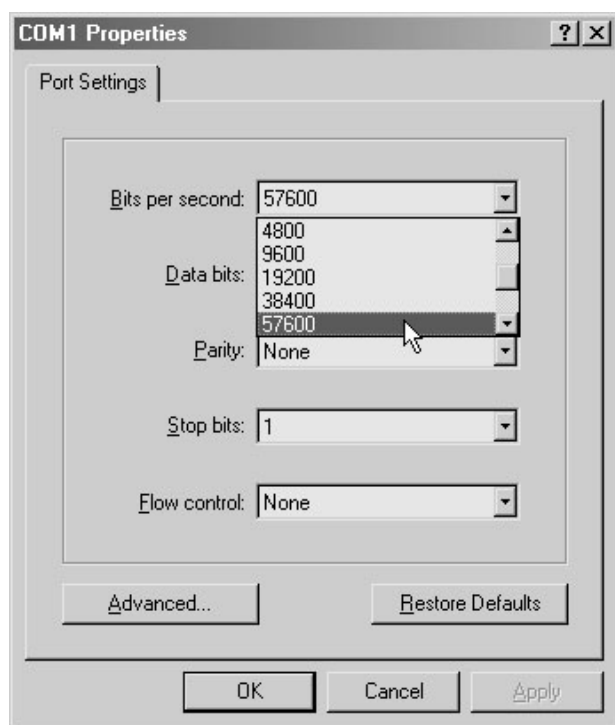 COM1 Properties
Port Settings
Bits per second: 57600
4800
9600
Data bits: 19200
38400
57600
Parity: None
Stop bits: 1
Flow control: None
Advanced... Restore Defaults
OK Cancel Apply